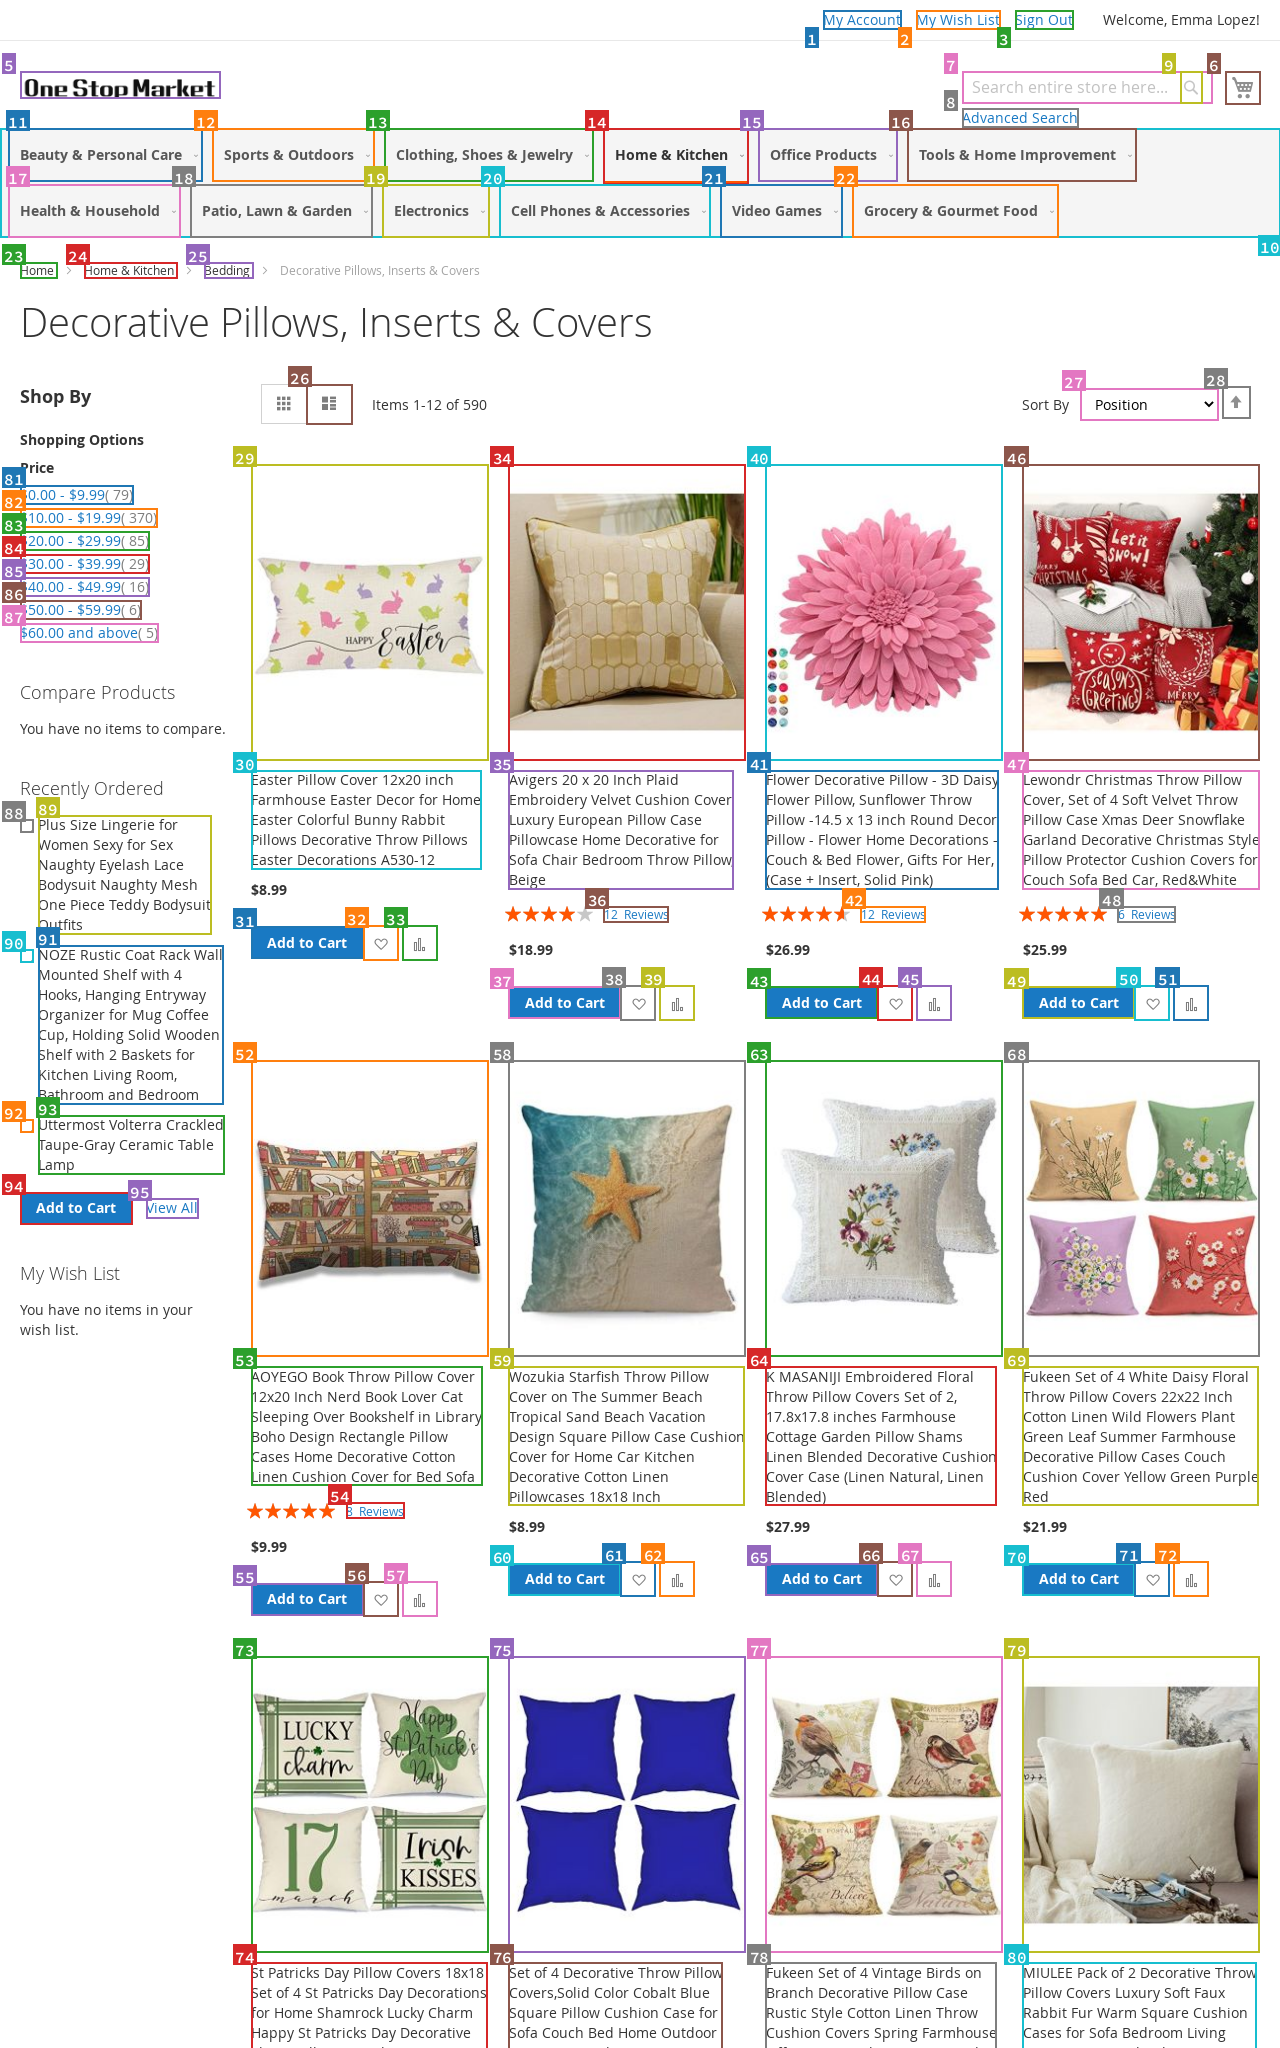 My Account
My Wish List
Sign Out
Welcome, Emma Lopez!
1
2
3
5
One Stop Market
7
Search entire store here...
9
6
8
Advanced Search
11
Beauty & Personal Care
12
Sports & Outdoors
13
Clothing, Shoes & Jewelry
14
Home & Kitchen
15
Office Products
16
Tools & Home Improvement
17
Health & Household
18
Patio, Lawn & Garden
19
Electronics
20
Cell Phones & Accessories
21
Video Games
22
Grocery & Gourmet Food
10
23
Home
24
Home & Kitchen
25
Bedding
Decorative Pillows, Inserts & Covers
Decorative Pillows, Inserts & Covers
Shop By
26
Items 1-12 of 590
27
Sort By
Position
28
Shopping Options
Price
81
0.00 - $9.99( 79)
82
10.00 - $19.99( 370)
83
20.00 - $29.99( 85)
84
30.00 - $39.99( 29)
85
40.00 - $49.99( 16)
86
50.00 - $59.99( 6)
87
$60.00 and above( 5)
Compare Products
You have no items to compare.
Recently Ordered
88
89
Plus Size Lingerie for
Women Sexy for Sex
Naughty Eyelash Lace
Bodysuit Naughty Mesh
One Piece Teddy Bodysuit
Outfits
90
91
NOZE Rustic Coat Rack Wall
Mounted Shelf with 4
Hooks, Hanging Entryway
Organizer for Mug Coffee
Cup, Holding Solid Wooden
Shelf with 2 Baskets for
Kitchen Living Room,
Bathroom and Bedroom
92
93
Uttermost Volterra Crackled
Taupe-Gray Ceramic Table
Lamp
94
Add to Cart
95
View All
My Wish List
You have no items in your
wish list.
29
HAPPY Easter
30
Easter Pillow Cover 12x20 inch
Farmhouse Easter Decor for Home
Easter Colorful Bunny Rabbit
Pillows Decorative Throw Pillows
Easter Decorations A530-12
$8.99
31
Add to Cart
32
33
34
35
Avigers 20 x 20 Inch Plaid
Embroidery Velvet Cushion Cover
Luxury European Pillow Case
Pillowcase Home Decorative for
Sofa Chair Bedroom Throw Pillow,
Beige
36
12 Reviews
$18.99
37
Add to Cart
38
39
40
41
Flower Decorative Pillow - 3D Daisy
Flower Pillow, Sunflower Throw
Pillow -14.5 x 13 inch Round Decor
Pillow - Flower Home Decorations -
Couch & Bed Flower, Gifts For Her,
(Case + Insert, Solid Pink)
42
12 Reviews
$26.99
43
Add to Cart
44
45
46
MERRY
CHRISTMAS
Let it
SNOW!
SEASONS
GREETINGS
MERRY
47
Lewondr Christmas Throw Pillow
Cover, Set of 4 Soft Velvet Throw
Pillow Case Xmas Deer Snowflake
Garland Decorative Christmas Style
Pillow Protector Cushion Covers for
Couch Sofa Bed Car, Red&White
48
6 Reviews
$25.99
49
Add to Cart
50
51
52
53
AOYEGO Book Throw Pillow Cover
12x20 Inch Nerd Book Lover Cat
Sleeping Over Bookshelf in Library
Boho Design Rectangle Pillow
Cases Home Decorative Cotton
Linen Cushion Cover for Bed Sofa
54
3 Reviews
$9.99
55
Add to Cart
56
57
58
59
Wozukia Starfish Throw Pillow
Cover on The Summer Beach
Tropical Sand Beach Vacation
Design Square Pillow Case Cushion
Cover for Home Car Kitchen
Decorative Cotton Linen
Pillowcases 18x18 Inch
$8.99
60
Add to Cart
61
62
63
64
K MASANIJI Embroidered Floral
Throw Pillow Covers Set of 2,
17.8x17.8 inches Farmhouse
Cottage Garden Pillow Shams
Linen Blended Decorative Cushion
Cover Case (Linen Natural, Linen
Blended)
$27.99
65
Add to Cart
66
67
68
69
Fukeen Set of 4 White Daisy Floral
Throw Pillow Covers 22x22 Inch
Cotton Linen Wild Flowers Plant
Green Leaf Summer Farmhouse
Decorative Pillow Cases Couch
Cushion Cover Yellow Green Purple
Red
$21.99
70
Add to Cart
71
72
73
LUCKY
charm
Happy
St.Patrick's
Day
17
march
Irish
KISSES
74
St Patricks Day Pillow Covers 18x18
Set of 4 St Patricks Day Decorations
for Home Shamrock Lucky Charm
Happy St Patricks Day Decorative
75
76
Set of 4 Decorative Throw Pillow
Covers,Solid Color Cobalt Blue
Square Pillow Cushion Case for
Sofa Couch Bed Home Outdoor
77
CARTE POSTALE
Believe
Nature
78
Fukeen Set of 4 Vintage Birds on
Branch Decorative Pillow Case
Rustic Style Cotton Linen Throw
Cushion Covers Spring Farmhouse
79
80
MIULEE Pack of 2 Decorative Throw
Pillow Covers Luxury Soft Faux
Rabbit Fur Warm Square Cushion
Cases for Sofa Bedroom Living